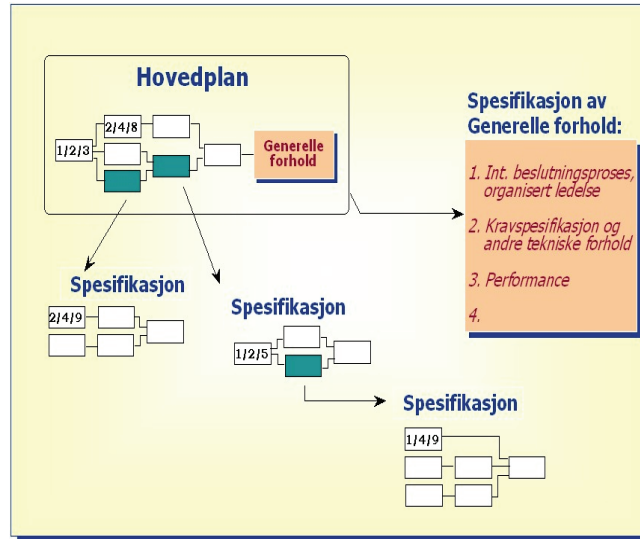 Hovedplan
2/4/8
1/2/3
Generelle
forhold
Spesifikasjon av
Generelle forhold:
1. Int. beslutningsproses,
organisert ledelse
2. Kravspesifikasjon og
andre tekniske forhold
3. Performance
4.
Spesifikasjon
2/4/9
Spesifikasjon
1/2/5
Spesifikasjon
1/4/9